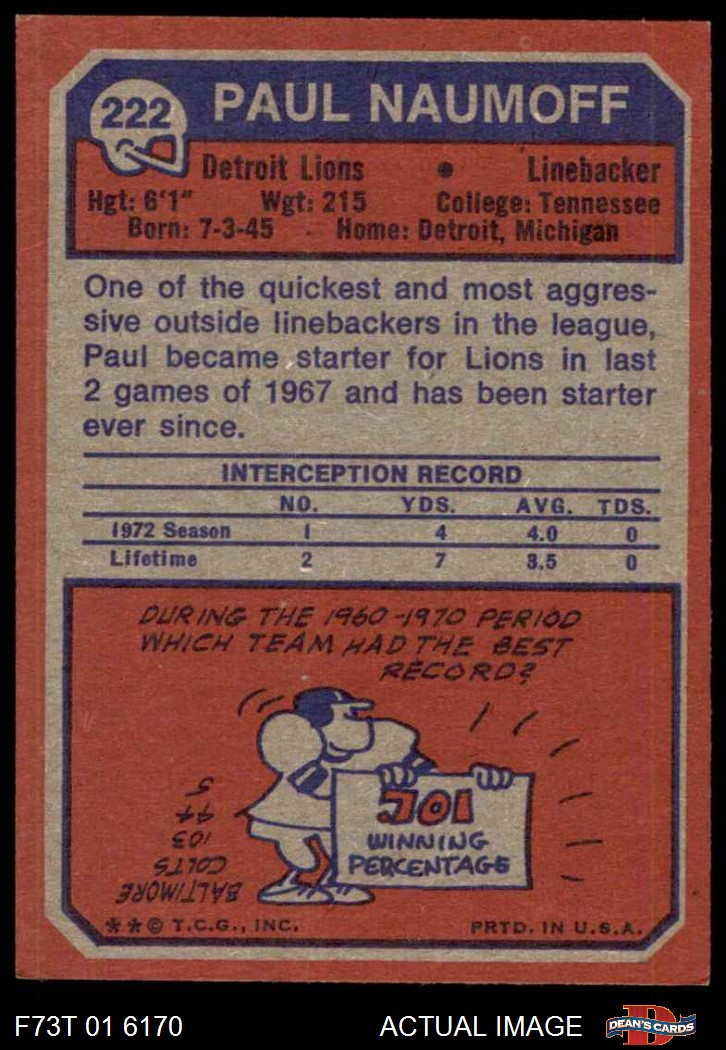 222
PAUL NAUMOFF
Detroit Lions • Linebacker
Hgt: 6'1" Wgt: 215 College: Tennessee
Born: 7-3-45 Home: Detroit, Michigan
One of the quickest and most aggres-
sive outside linebackers in the league,
Paul became starter for Lions in last
2 games of 1967 and has been starter
ever since.
INTERCEPTION RECORD
NO. YDS. AVG. TDS.
1972 Season 1 4 4.0 0
Lifetime 2 7 3.5 0
DURING THE 1960-1970 PERIOD
WHICH TEAM HAD THE BEST
RECORD?
.701
WINNING
PERCENTAGE
BALTIMORE
COLTS
103
44
5
**© T.C.G., INC. PRTD. IN U.S.A.
F73T 01 6170 ACTUAL IMAGE
D
DEAN'S CARDS